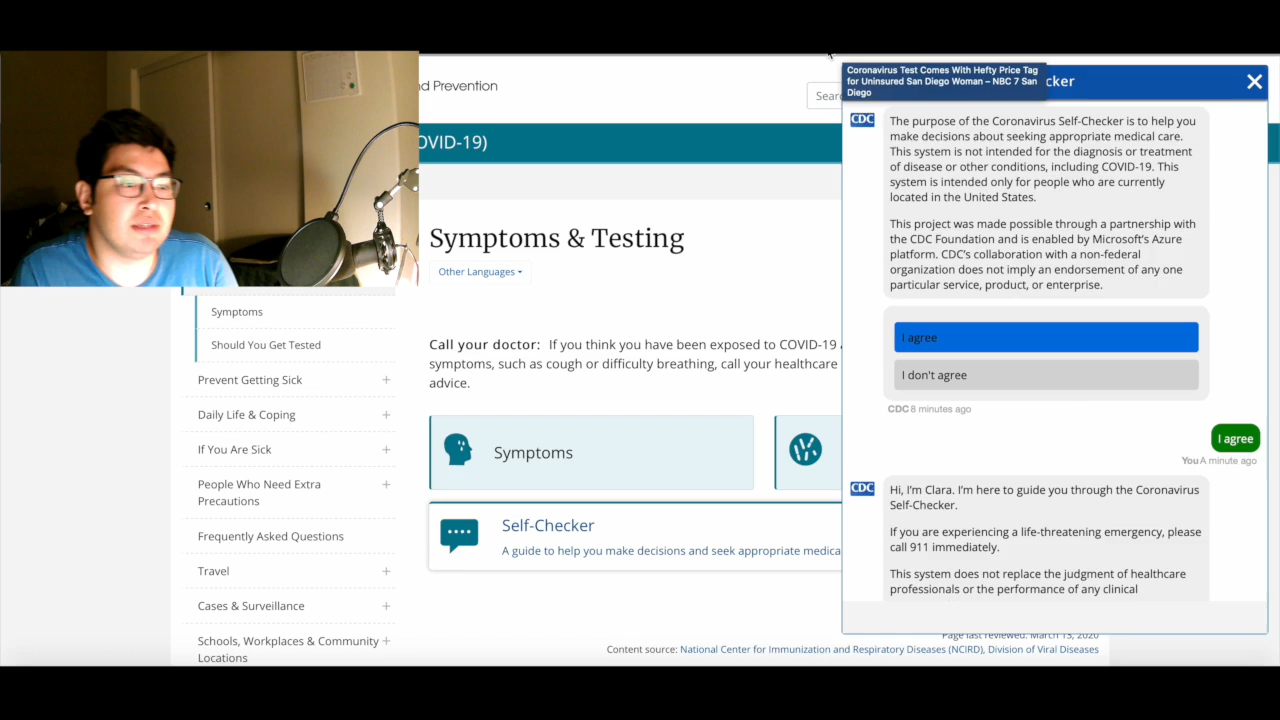 d Prevention
Sear
OVID-19)
Symptoms & Testing
Other Languages
Symptoms
Should You Get Tested
Prevent Getting Sick +
Daily Life & Coping +
If You Are Sick +
People Who Need Extra +
Precautions
Frequently Asked Questions
Travel +
Cases & Surveillance +
Schools, Workplaces & Community +
Locations
Call your doctor: If you think you have been exposed to COVID-19
symptoms, such as cough or difficulty breathing, call your healthcare
advice.
Symptoms
Self-Checker
A guide to help you make decisions and seek appropriate medica
Page last reviewed: March 13, 2020
Content source: National Center for Immunization and Respiratory Diseases (NCIRD), Division of Viral Diseases
Coronavirus Test Comes With Hefty Price Tag
for Uninsured San Diego Woman – NBC 7 San
Diego
cker
CDC
The purpose of the Coronavirus Self-Checker is to help you
make decisions about seeking appropriate medical care.
This system is not intended for the diagnosis or treatment
of disease or other conditions, including COVID-19. This
system is intended only for people who are currently
located in the United States.
This project was made possible through a partnership with
the CDC Foundation and is enabled by Microsoft's Azure
platform. CDC's collaboration with a non-federal
organization does not imply an endorsement of any one
particular service, product, or enterprise.
I agree
I don't agree
CDC 8 minutes ago
I agree
You A minute ago
CDC
Hi, I'm Clara. I'm here to guide you through the Coronavirus
Self-Checker.
If you are experiencing a life-threatening emergency, please
call 911 immediately.
This system does not replace the judgment of healthcare
professionals or the performance of any clinical